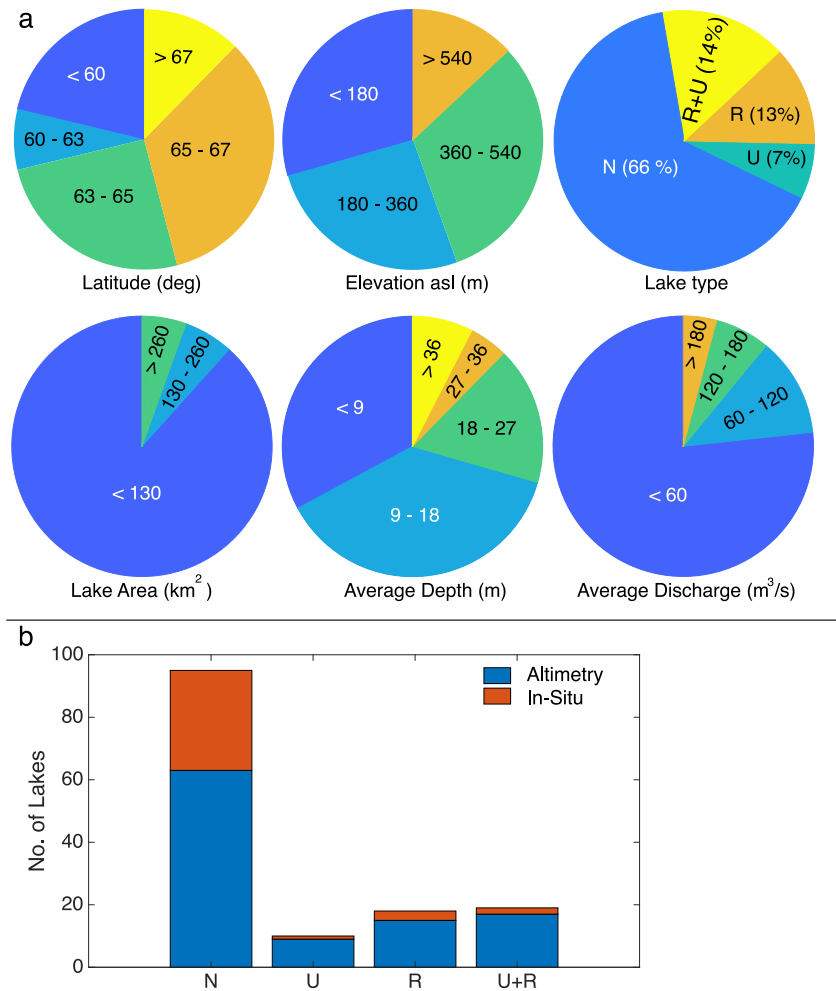 a
< 60
> 67
60 - 63
65 - 67
63 - 65
Latitude (deg)
< 180
> 540
360 - 540
180 - 360
Elevation asl (m)
R+U (14%)
R (13%)
U (7%)
N (66 %)
Lake type
> 260
130 - 260
< 130
Lake Area (km²)
> 36
27 - 36
< 9
18 - 27
9 - 18
Average Depth (m)
> 180
120 - 180
60 - 120
< 60
Average Discharge (m³/s)
b
No. of Lakes
100
80
60
40
20
0
Altimetry
In-Situ
N
U
R
U+R